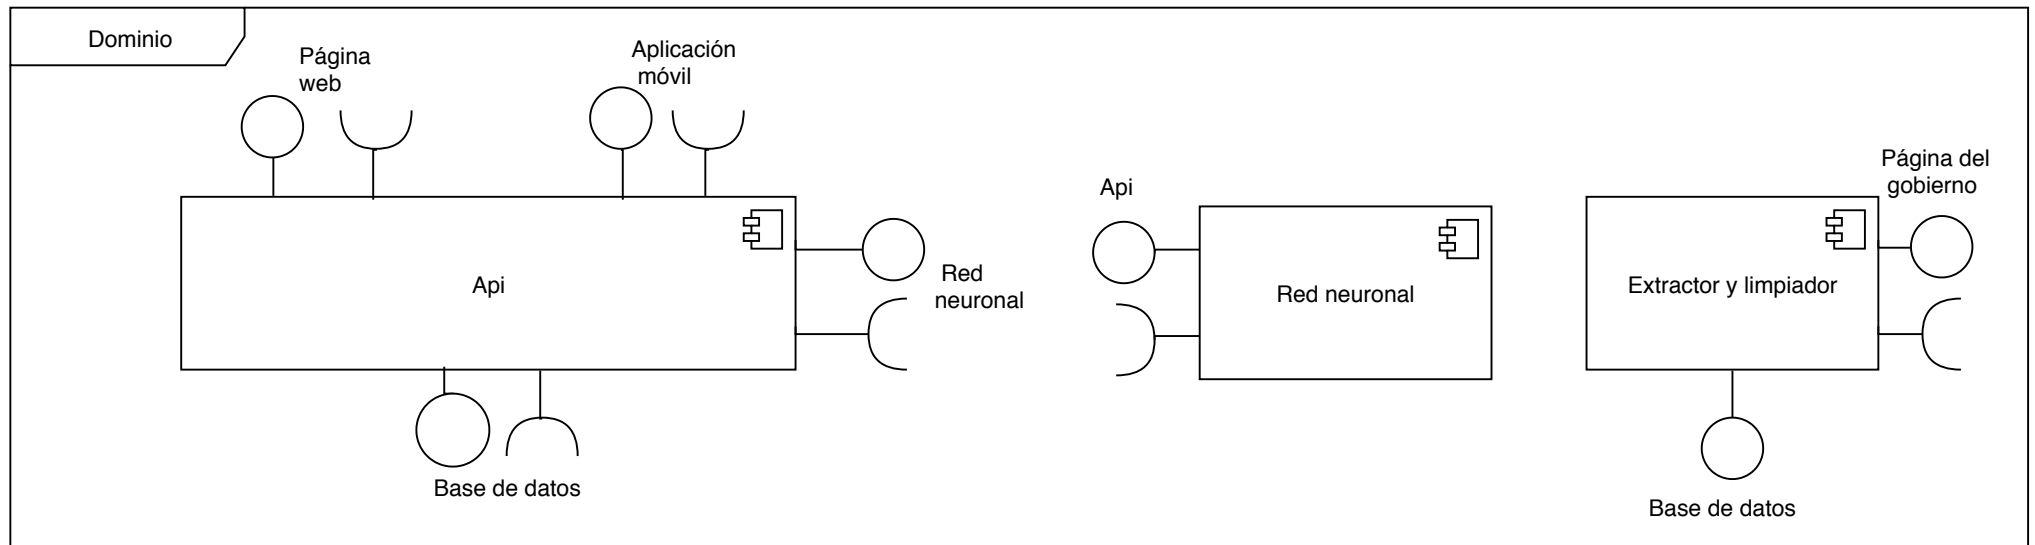 Dominio
Página
web
Aplicación
móvil
Api
Red
neuronal
Base de datos
Api
Red neuronal
Página del
gobierno
Extractor y limpiador
Base de datos